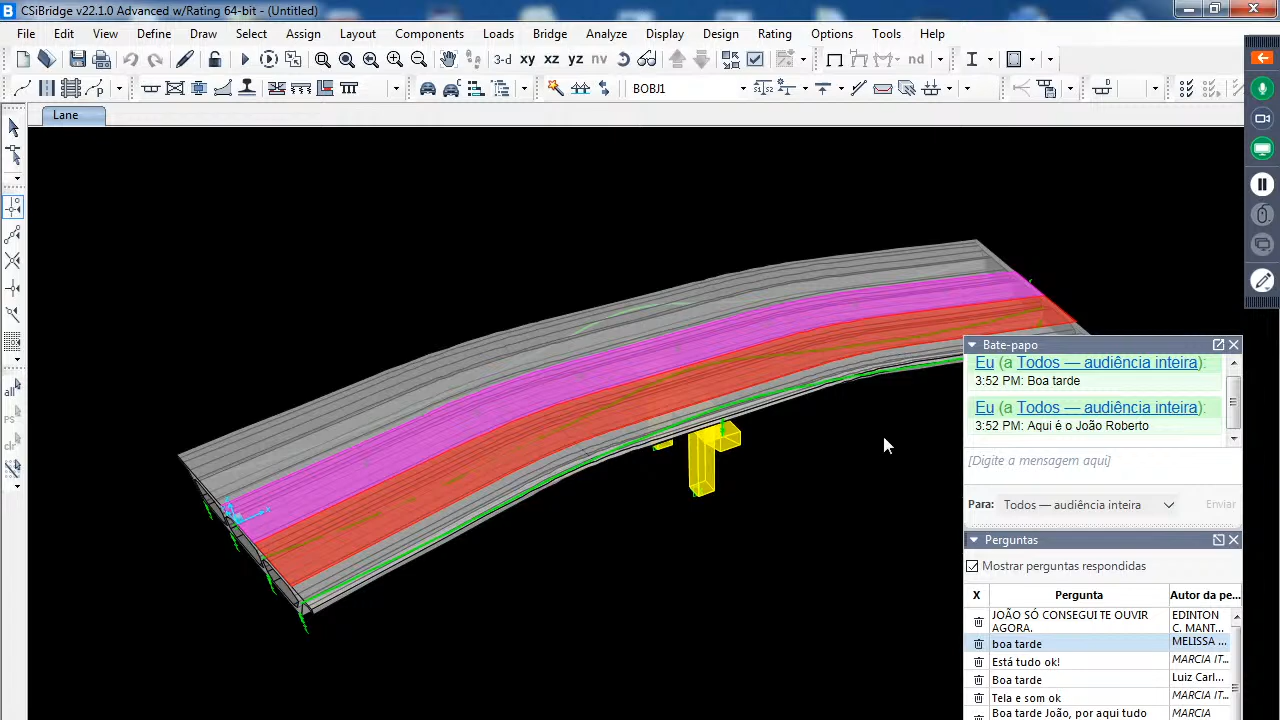 CSiBridge v22.1.0 Advanced w/Rating 64-bit - (Untitled)
File Edit View Define Draw Select Assign Layout Components Loads Bridge Analyze Display Design Rating Options Tools Help
3-d xy xz yz nv nd
BOBJ1
Lane
all
PS
clr
Bate-papo
Eu (a Todos — audiência inteira):
3:52 PM: Boa tarde
Eu (a Todos — audiência inteira):
3:52 PM: Aqui é o João Roberto
[Digite a mensagem aqui]
Para: Todos — audiência inteira Enviar
Perguntas
Mostrar perguntas respondidas
X Pergunta Autor da pe...
JOÃO SÓ CONSEGUI TE OUVIR AGORA. EDINTON C. MANT...
boa tarde MELISSA ...
Está tudo ok! MARCIA IT...
Boa tarde Luiz Carl...
Tela e som ok MARCIA IT...
Boa tarde João, por aqui tudo MARCIA